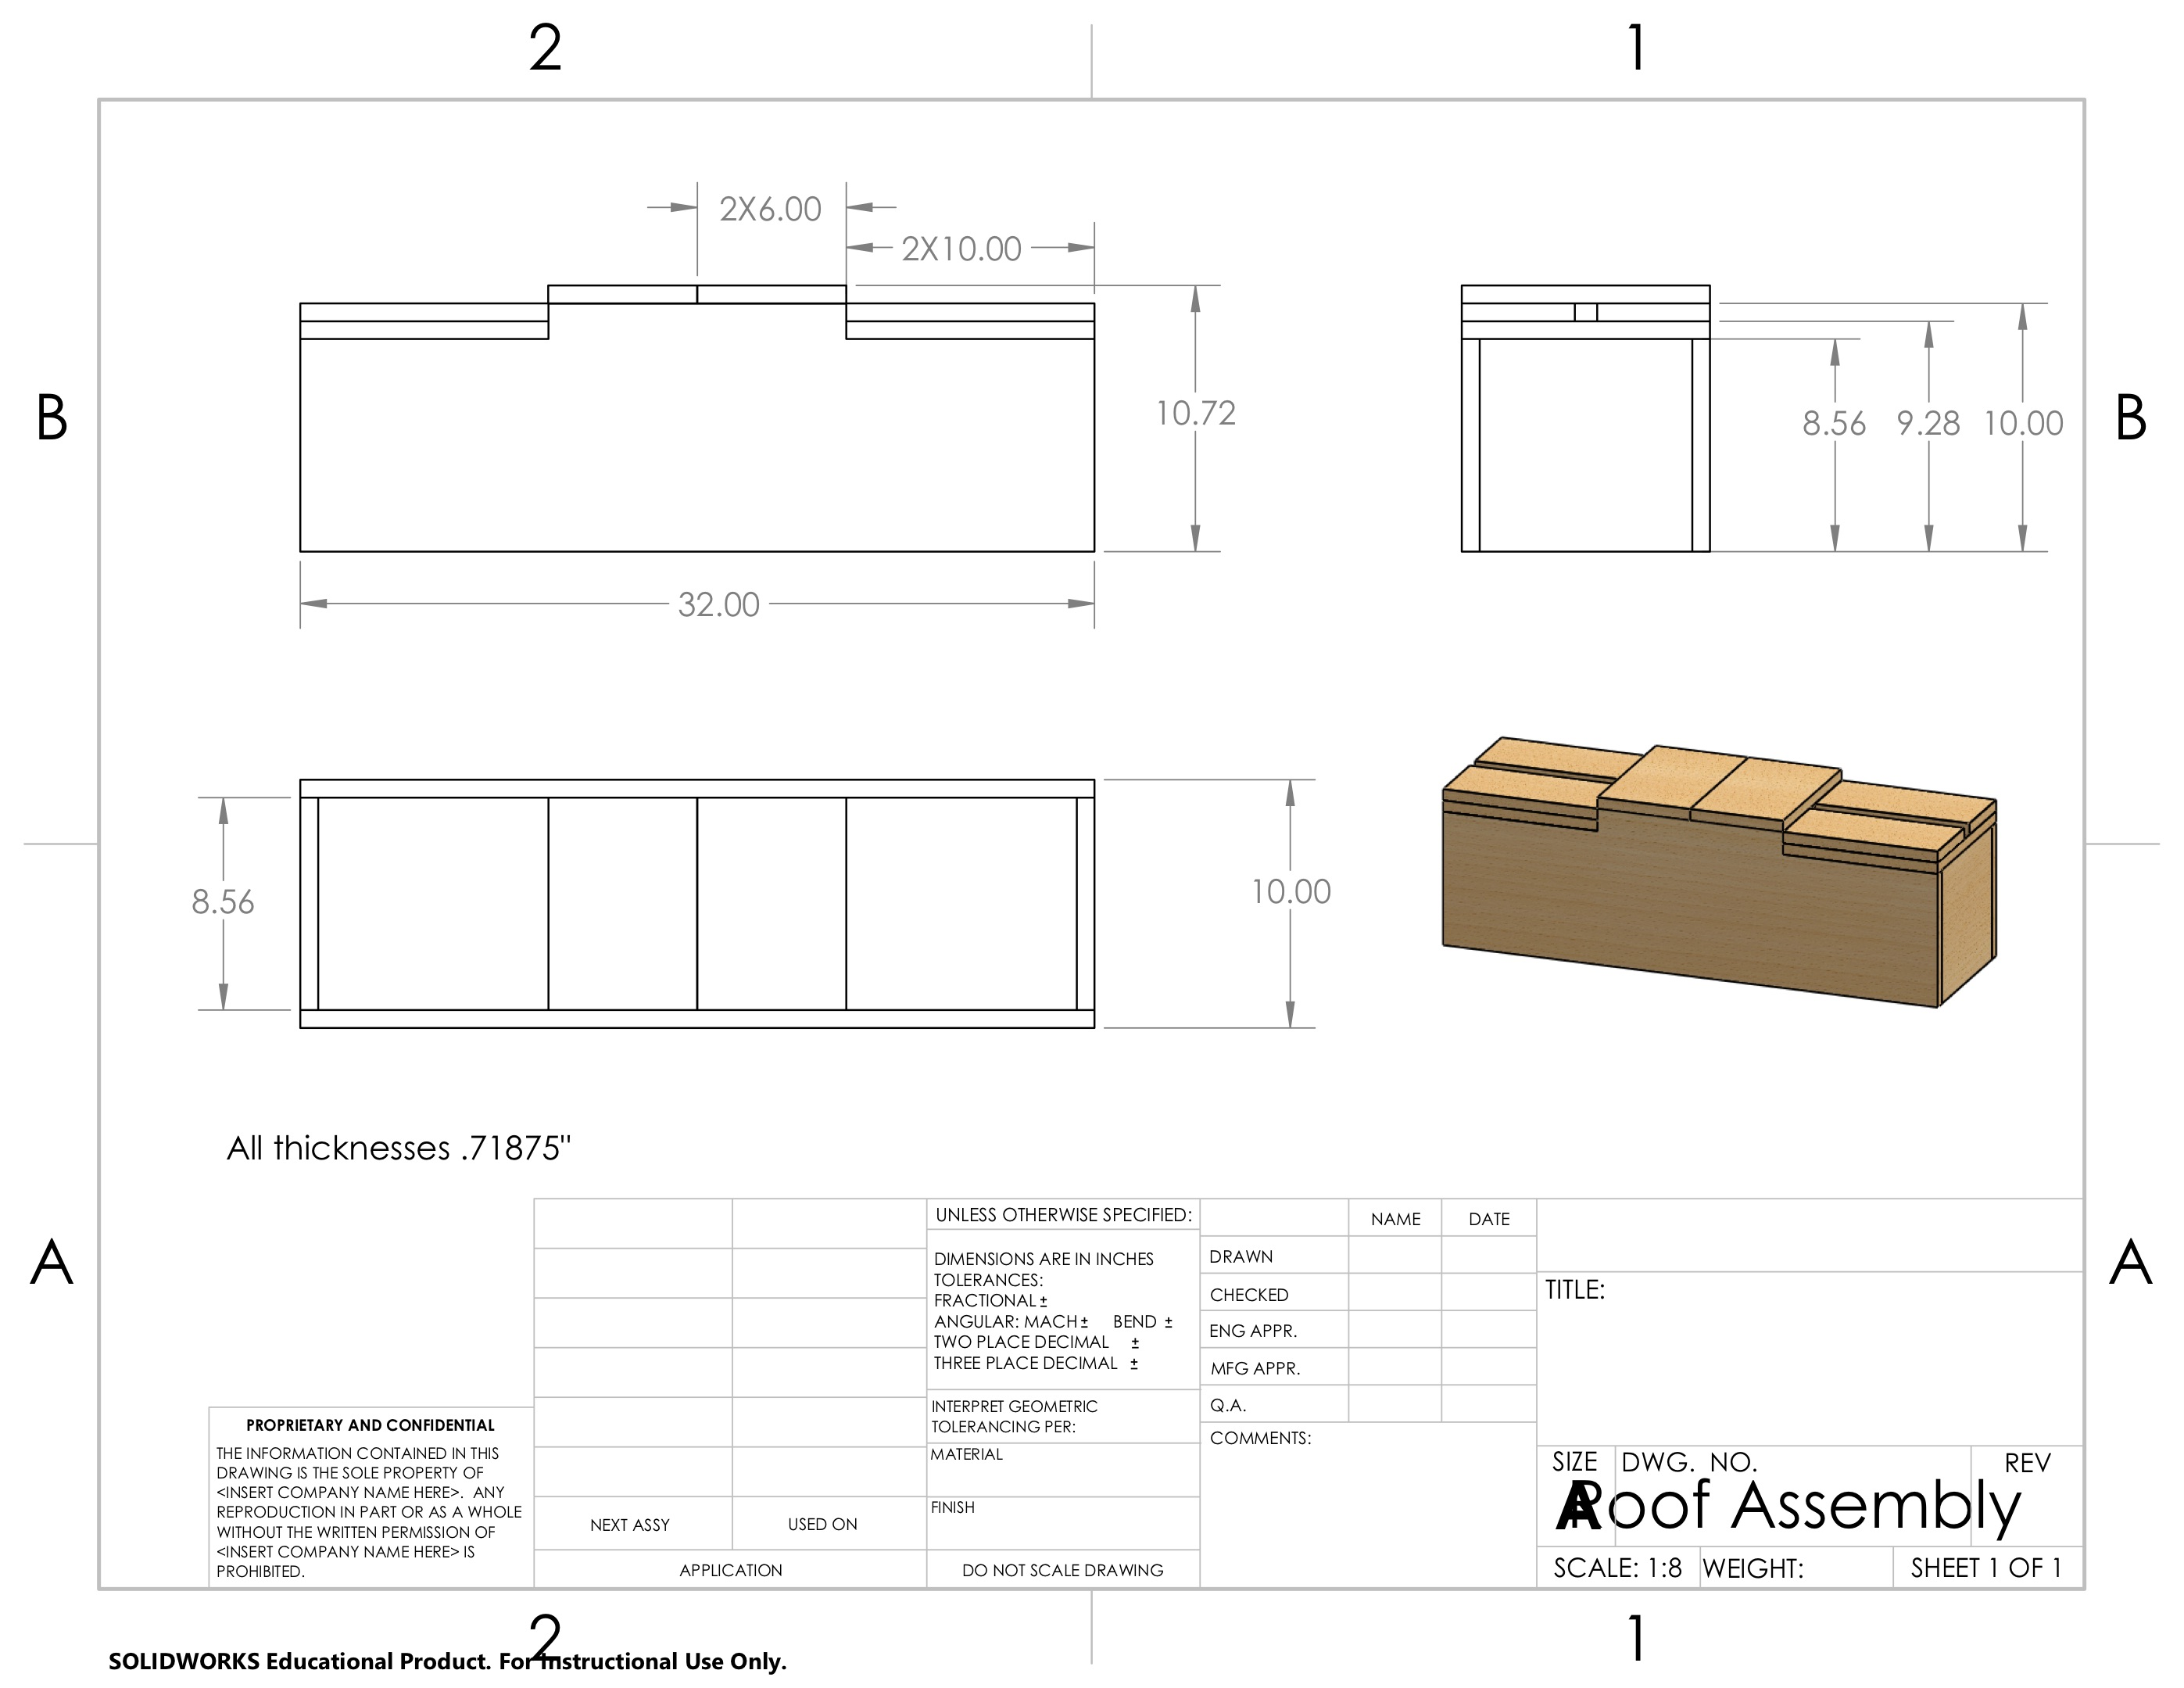 2
1
2X6.00
2X10.00
B
10.72
8.56
9.28
10.00
B
32.00
8.56
10.00
All thicknesses .71875"
A
A
UNLESS OTHERWISE SPECIFIED:
DIMENSIONS ARE IN INCHES
TOLERANCES:
FRACTIONAL ±
ANGULAR: MACH ± BEND ±
TWO PLACE DECIMAL ±
THREE PLACE DECIMAL ±
INTERPRET GEOMETRIC
TOLERANCING PER:
MATERIAL
FINISH
DO NOT SCALE DRAWING
NAME
DATE
DRAWN
CHECKED
ENG APPR.
MFG APPR.
Q.A.
COMMENTS:
TITLE:
SIZE
DWG. NO.
REV
A
Roof Assembly
SCALE: 1:8
WEIGHT:
SHEET 1 OF 1
PROPRIETARY AND CONFIDENTIAL
THE INFORMATION CONTAINED IN THIS
DRAWING IS THE SOLE PROPERTY OF
<INSERT COMPANY NAME HERE>. ANY
REPRODUCTION IN PART OR AS A WHOLE
WITHOUT THE WRITTEN PERMISSION OF
<INSERT COMPANY NAME HERE> IS
PROHIBITED.
NEXT ASSY
USED ON
APPLICATION
2
1
SOLIDWORKS Educational Product. For Instructional Use Only.